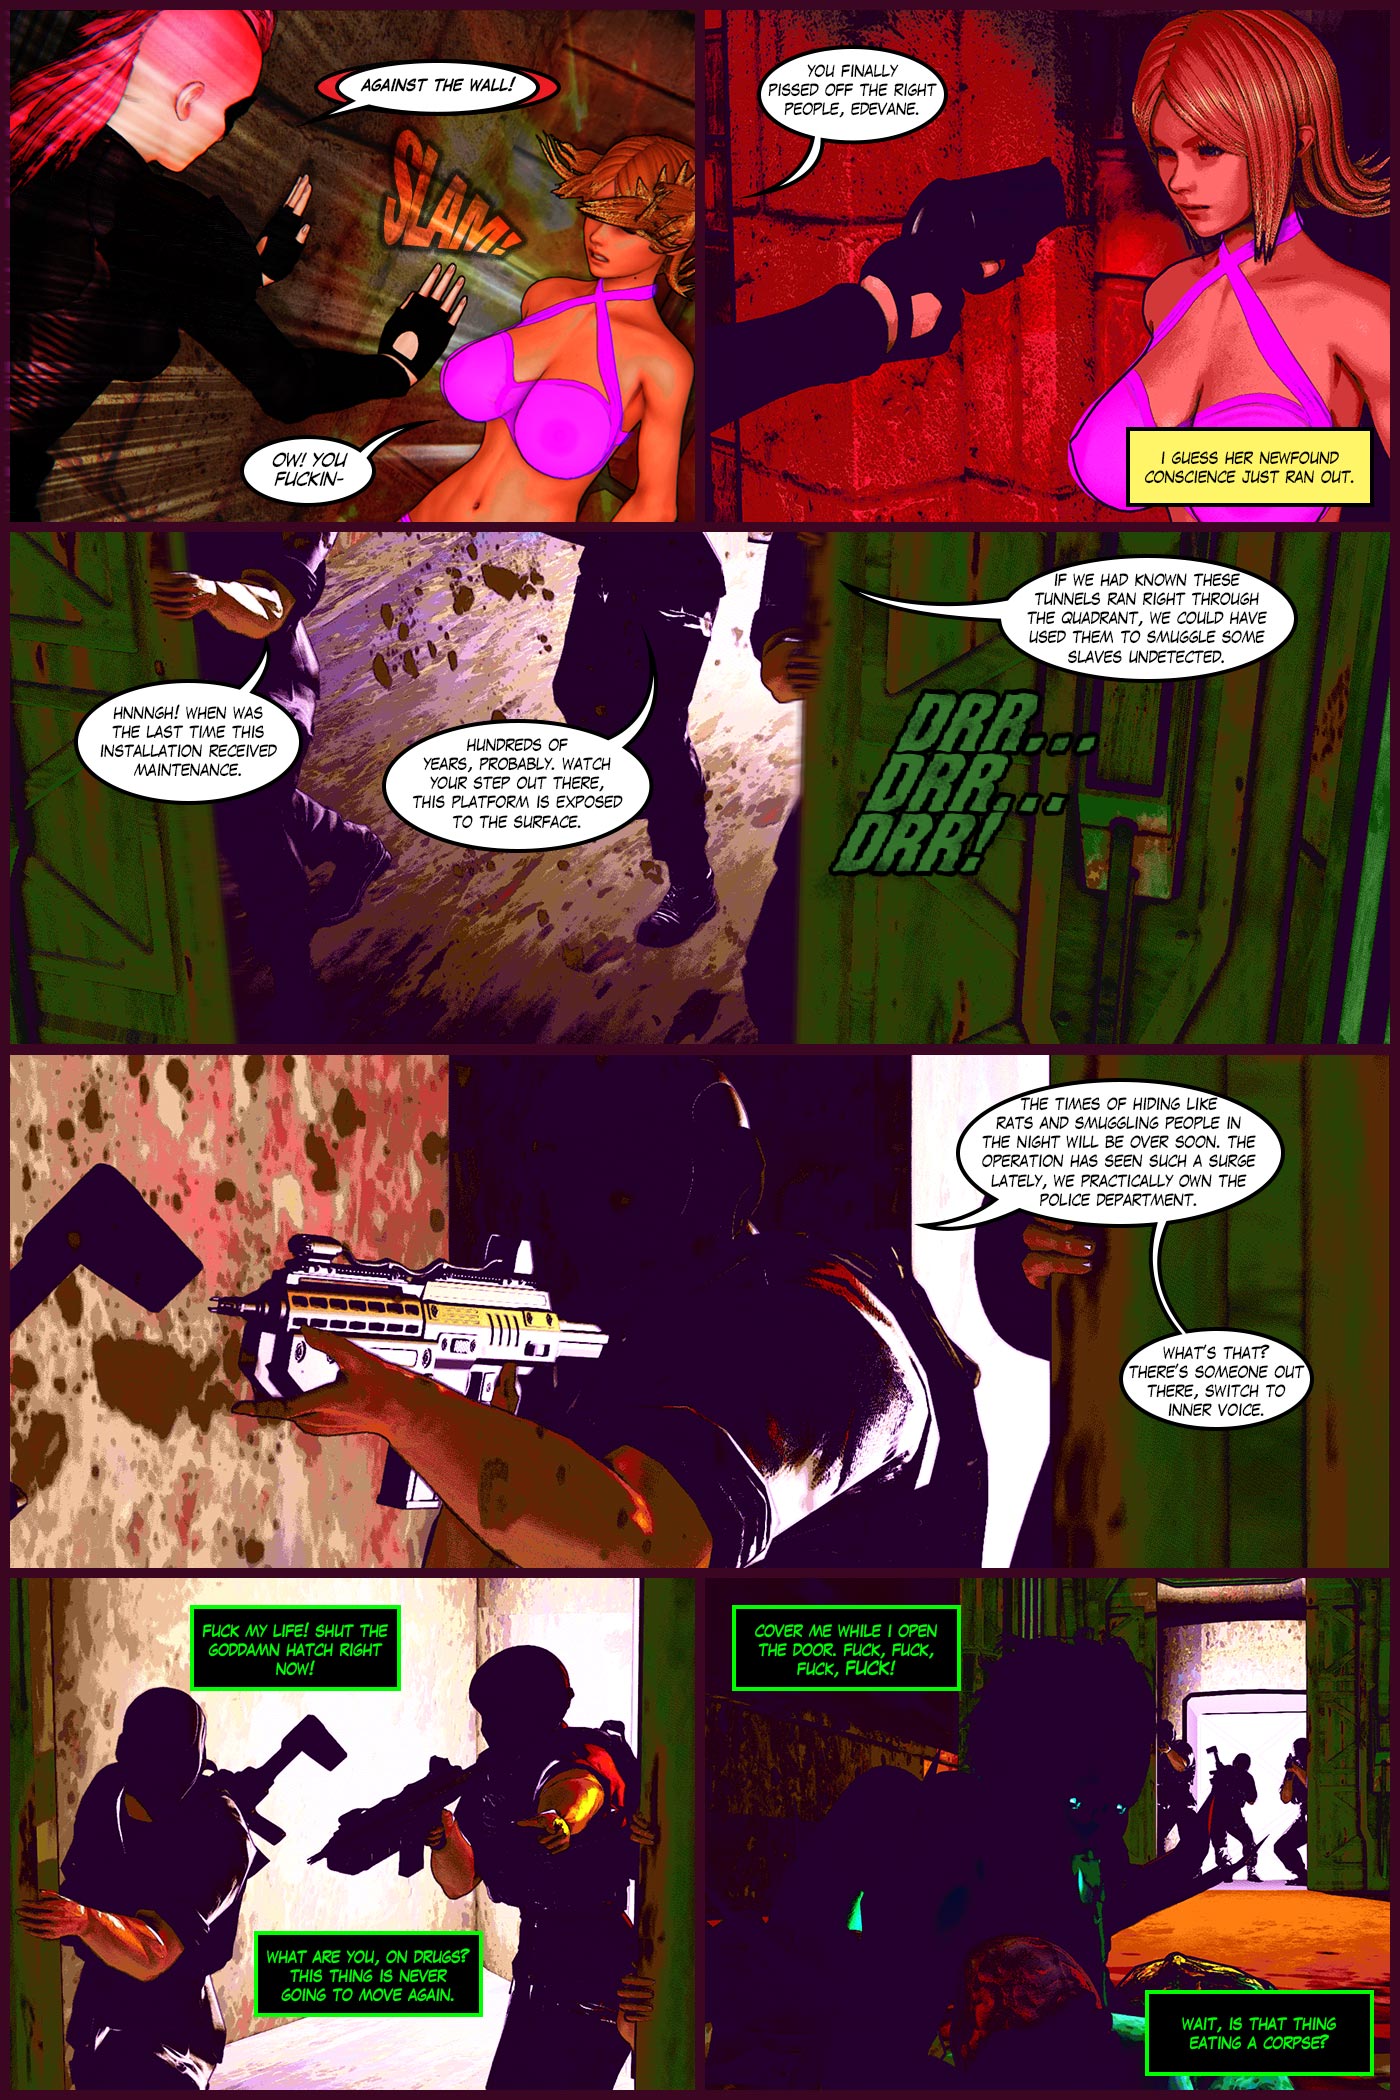 AGAINST THE WALL!
SLAM!
OW! YOU
FUCKIN-
YOU FINALLY
PISSED OFF THE RIGHT
PEOPLE, EDEVANE.
I GUESS HER NEWFOUND
CONSCIENCE JUST RAN OUT.
HNNNGH! WHEN WAS
THE LAST TIME THIS
INSTALLATION RECEIVED
MAINTENANCE.
HUNDREDS OF
YEARS, PROBABLY. WATCH
YOUR STEP OUT THERE,
THIS PLATFORM IS EXPOSED
TO THE SURFACE.
IF WE HAD KNOWN THESE
TUNNELS RAN RIGHT THROUGH
THE QUADRANT, WE COULD HAVE
USED THEM TO SMUGGLE SOME
SLAVES UNDETECTED.
DRR...
DRR...
DRR!
THE TIMES OF HIDING LIKE
RATS AND SMUGGLING PEOPLE IN
THE NIGHT WILL BE OVER SOON. THE
OPERATION HAS SEEN SUCH A SURGE
LATELY, WE PRACTICALLY OWN THE
POLICE DEPARTMENT.
WHAT'S THAT?
THERE'S SOMEONE OUT
THERE, SWITCH TO
INNER VOICE.
FUCK MY LIFE! SHUT THE
GODDAMN HATCH RIGHT
NOW!
WHAT ARE YOU, ON DRUGS?
THIS THING IS NEVER
GOING TO MOVE AGAIN.
COVER ME WHILE I OPEN
THE DOOR. FUCK, FUCK,
FUCK, FUCK!
WAIT, IS THAT THING
EATING A CORPSE?